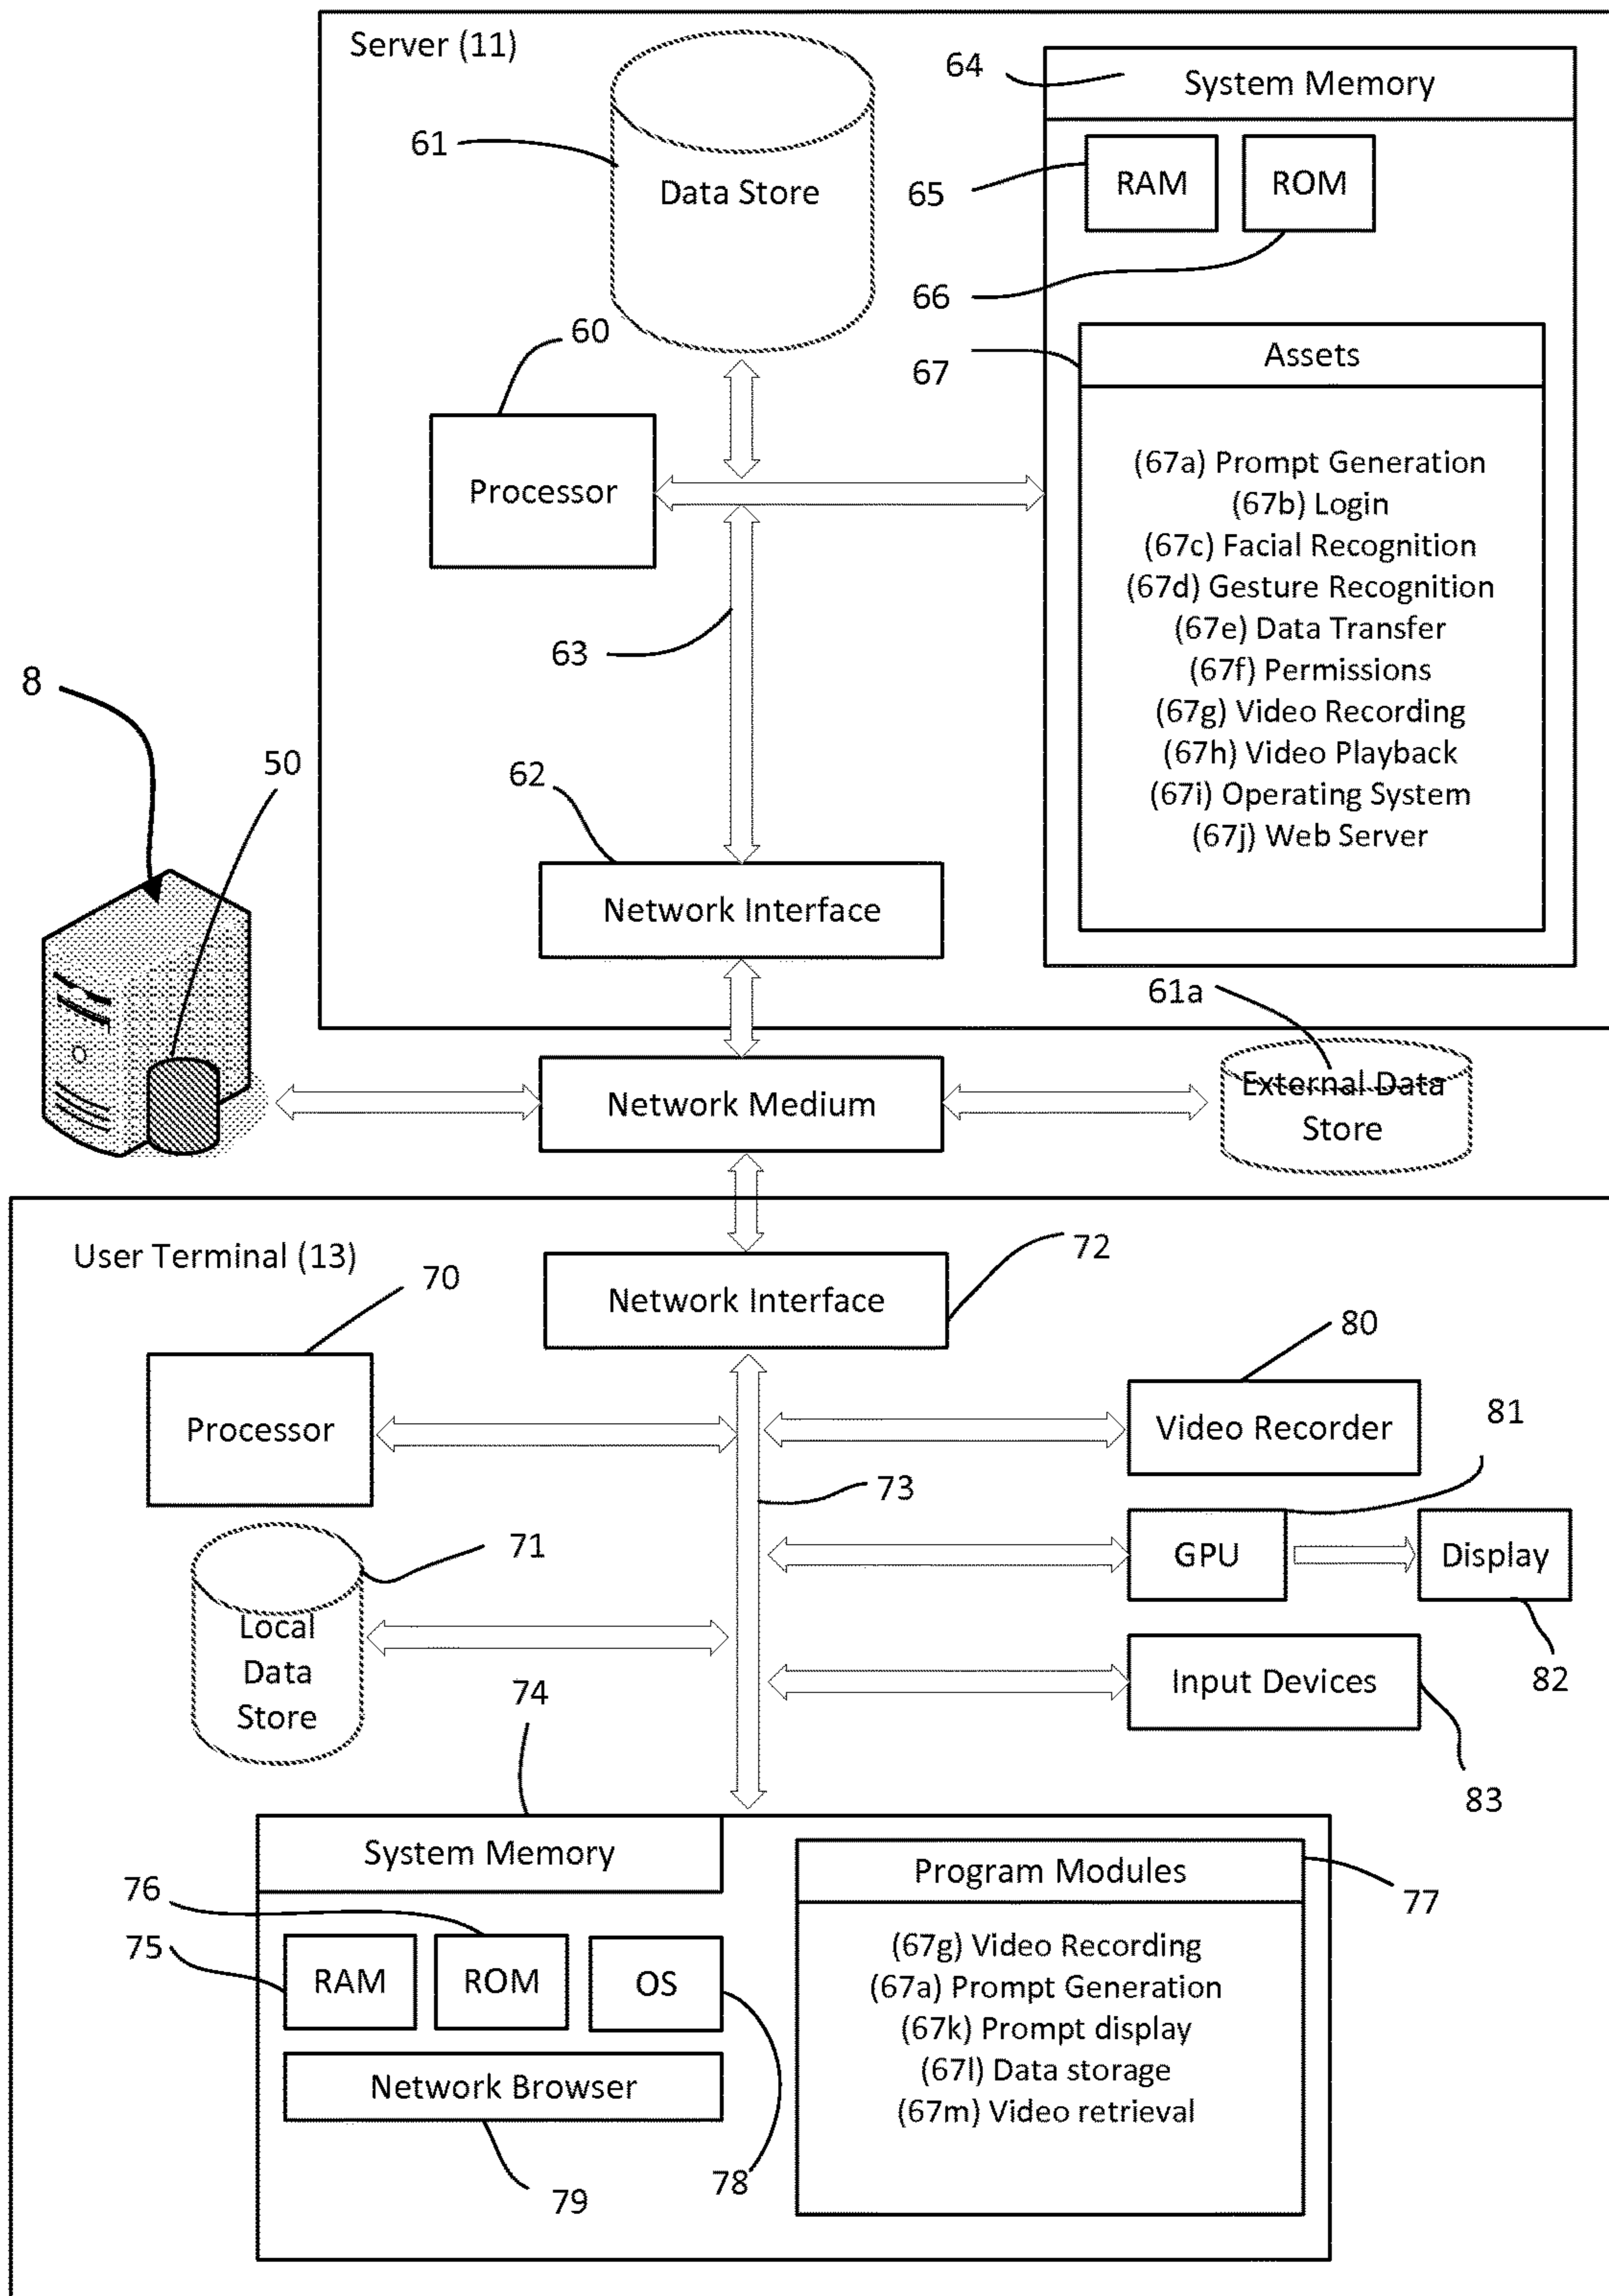 Server (11)
64
System Memory
61
Data Store
65
RAM
ROM
66
60
67
Assets
Processor
(67a) Prompt Generation
(67b) Login
(67c) Facial Recognition
(67d) Gesture Recognition
(67e) Data Transfer
(67f) Permissions
(67g) Video Recording
(67h) Video Playback
(67i) Operating System
(67j) Web Server
63
8
50
62
Network Interface
61a
Network Medium
External Data
Store
User Terminal (13)
72
70
Network Interface
80
Processor
Video Recorder
81
73
71
GPU
Display
Local
Data
Store
Input Devices
82
74
83
System Memory
Program Modules
76
77
75
RAM
ROM
OS
(67g) Video Recording
(67a) Prompt Generation
(67k) Prompt display
(67l) Data storage
(67m) Video retrieval
Network Browser
78
79